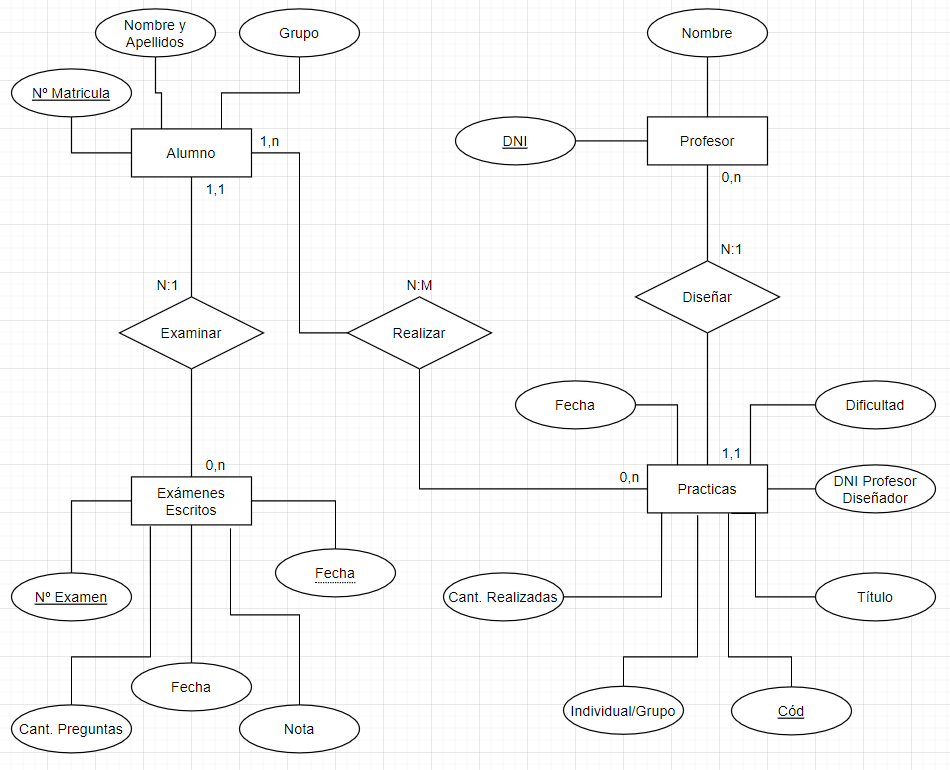 Nombre y
Apellidos
Grupo
Nombre
Nº Matricula
DNI
Alumno
1,n
Profesor
1,1
0,n
N:1
N:1
N:M
Diseñar
Examinar
Realizar
Fecha
Dificultad
0,n
1,1
0,n
Exámenes
Escritos
Practicas
DNI Profesor
Diseñador
Fecha
Nº Examen
Cant. Realizadas
Título
Fecha
Cant. Preguntas
Nota
Individual/Grupo
Cód